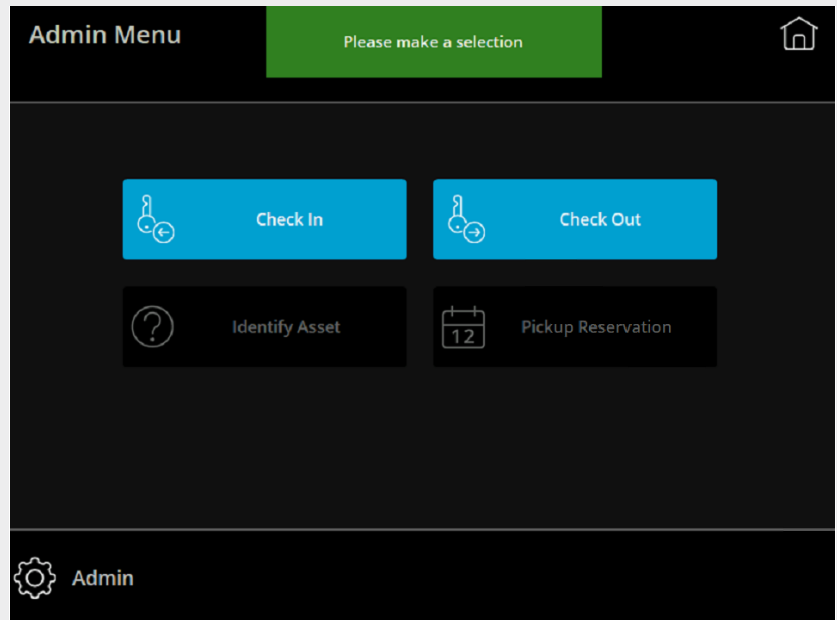 Admin Menu
Please make a selection
Check In
Check Out
Identify Asset
12
Pickup Reservation
Admin